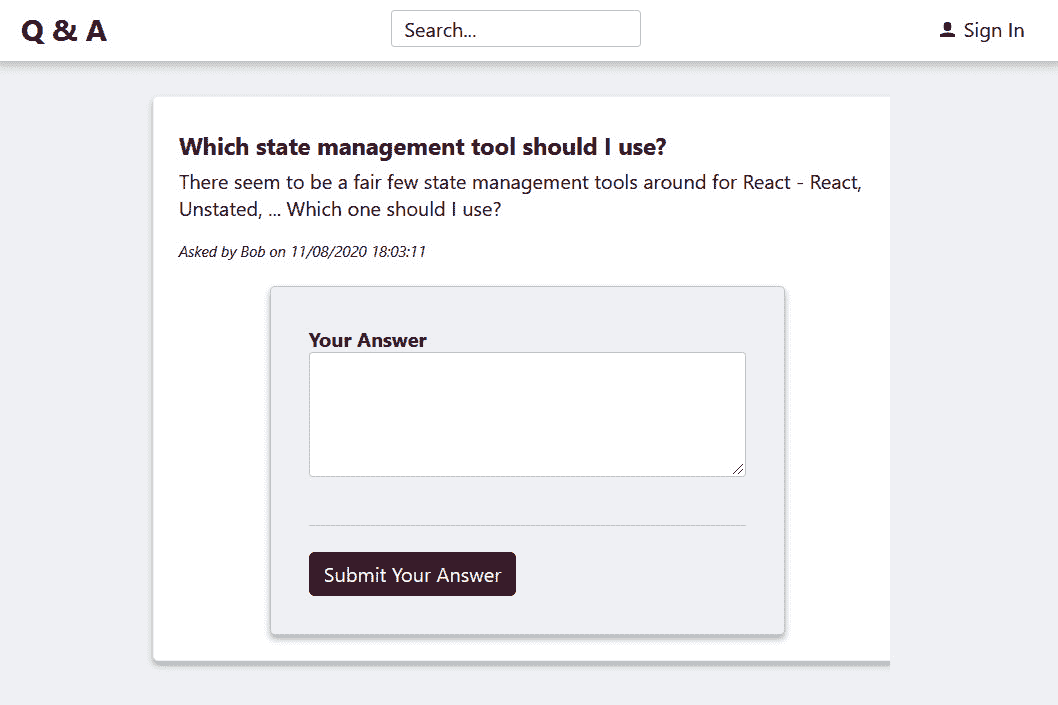 Q & A
Search...
Sign In
Which state management tool should I use?
There seem to be a fair few state management tools around for React - React,
Unstated, ... Which one should I use?
Asked by Bob on 11/08/2020 18:03:11
Your Answer
Submit Your Answer